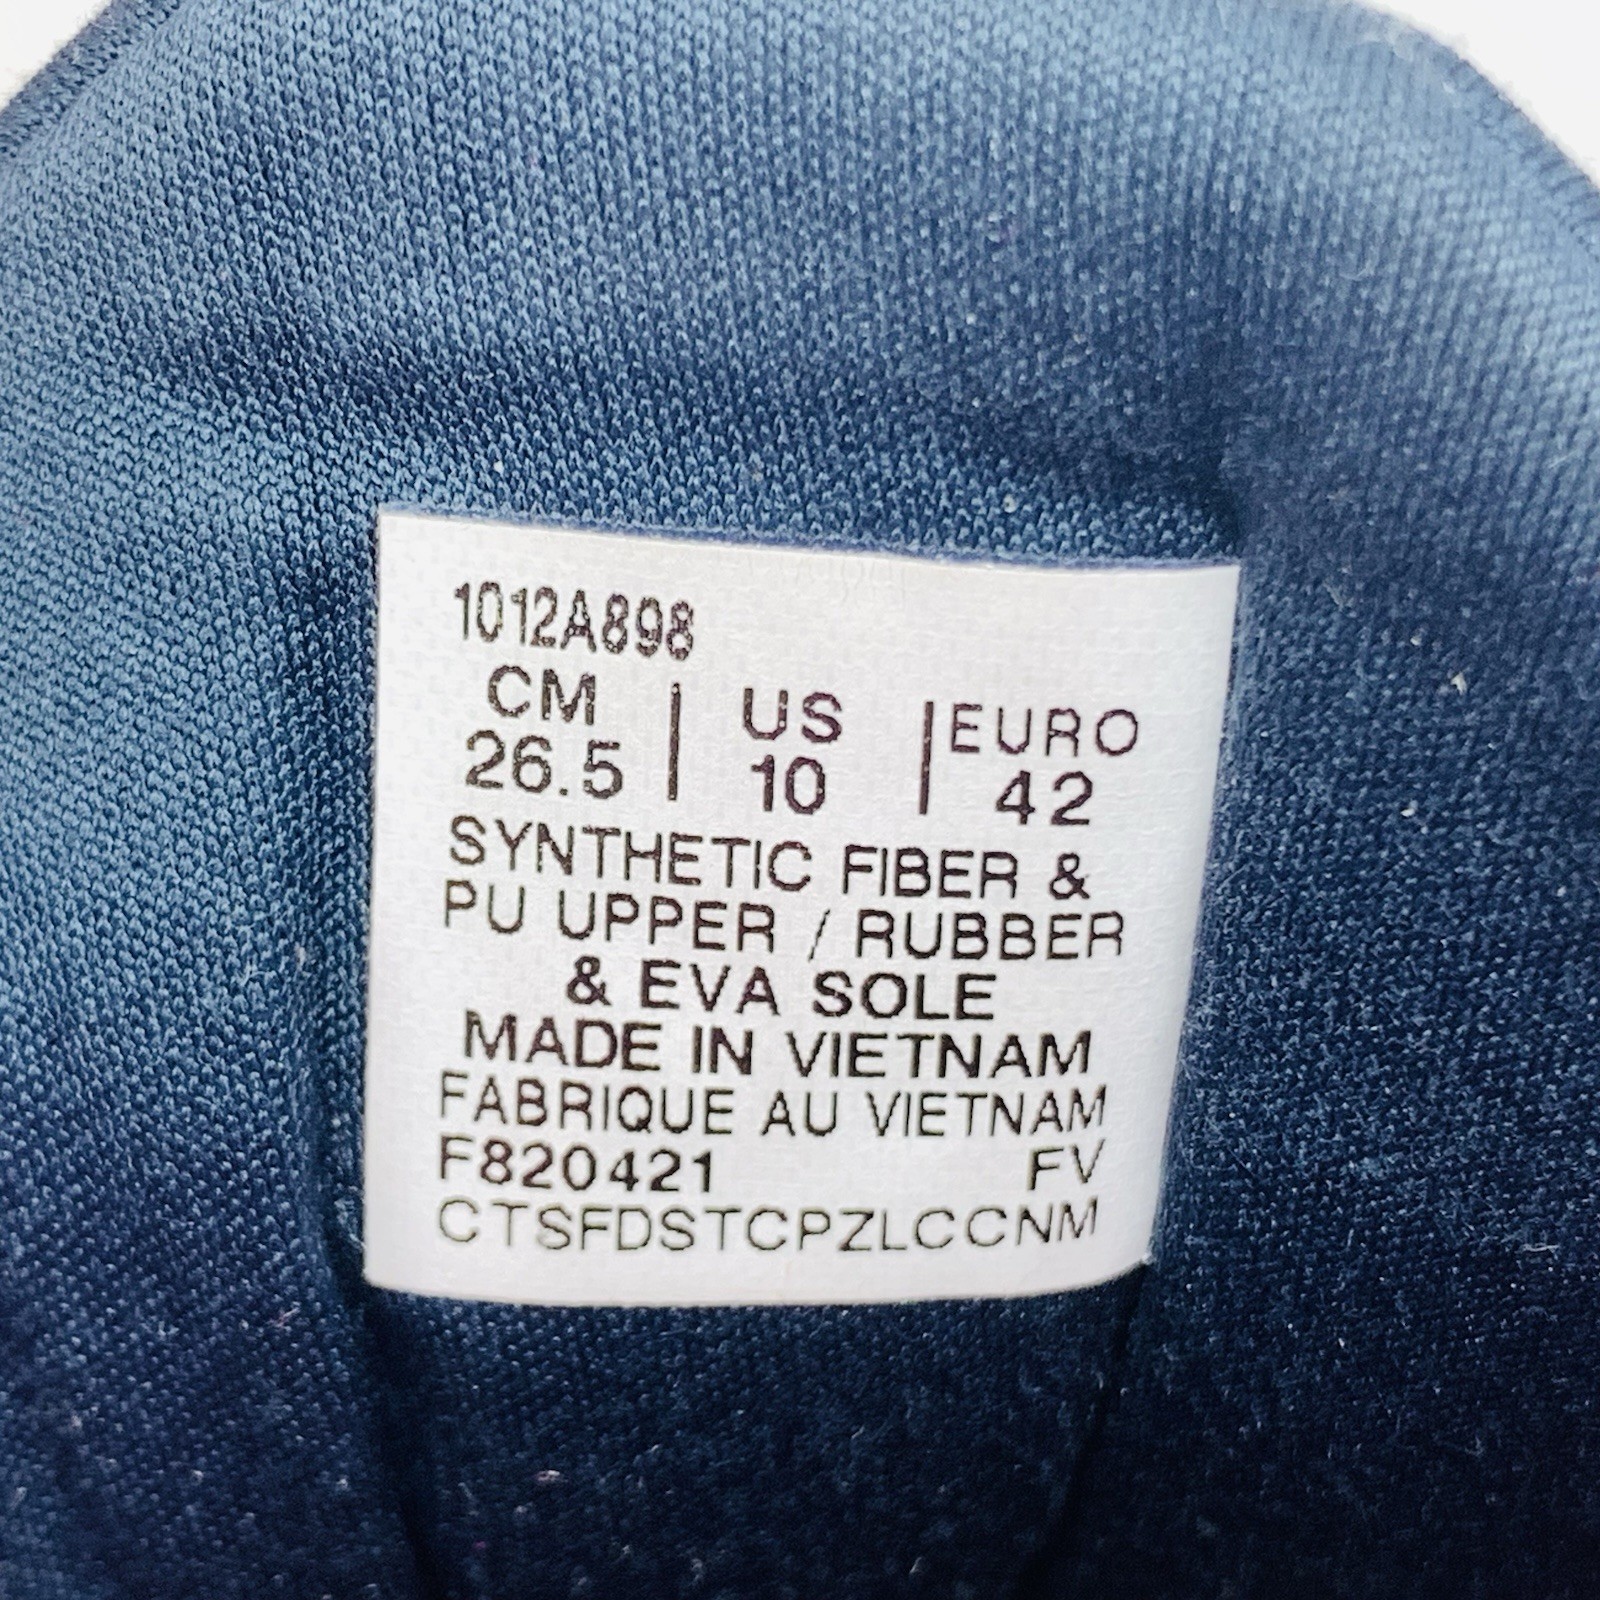 1012A898
CM | US | EURO
26.5 | 10 | 42
SYNTHETIC FIBER &
PU UPPER / RUBBER
& EVA SOLE
MADE IN VIETNAM
FABRIQUE AU VIETNAM
F820421 FV
CTSFDSTCPZLCCNM